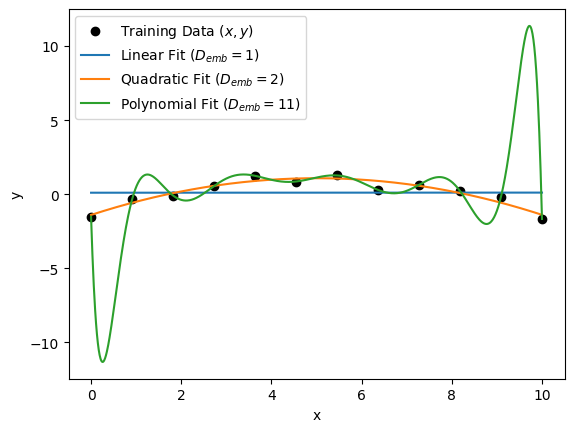 Training Data (x, y)
Linear Fit (D_emb = 1)
Quadratic Fit (D_emb = 2)
Polynomial Fit (D_emb = 11)
10
5
0
−5
−10
y
0 2 4 6 8 10
x